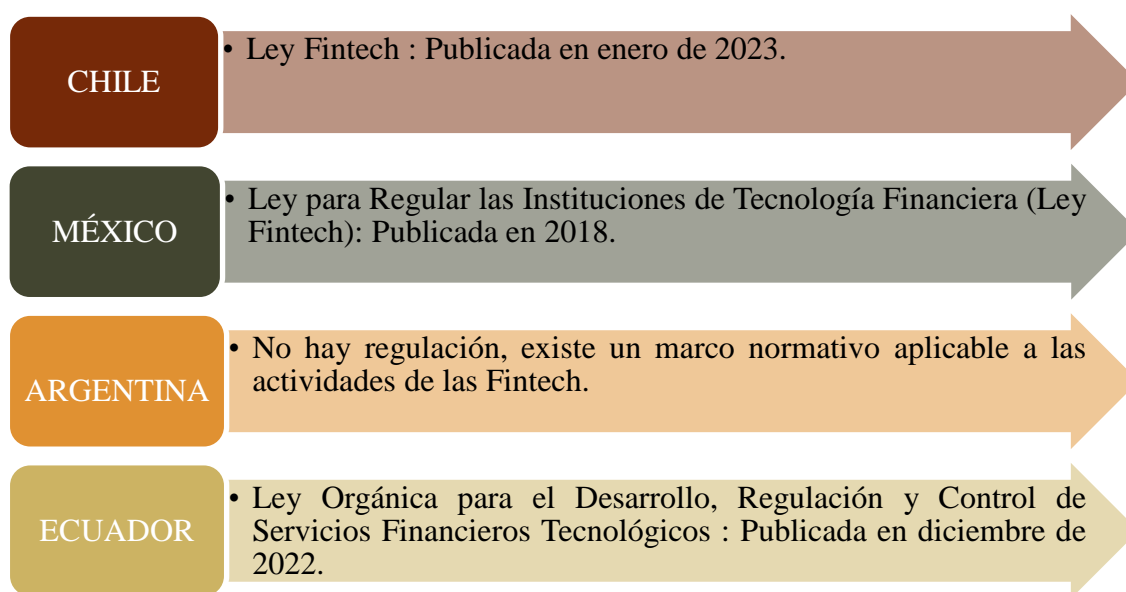 CHILE
• Ley Fintech : Publicada en enero de 2023.
MÉXICO
• Ley para Regular las Instituciones de Tecnología Financiera (Ley
Fintech): Publicada en 2018.
ARGENTINA
• No hay regulación, existe un marco normativo aplicable a las
actividades de las Fintech.
ECUADOR
• Ley Orgánica para el Desarrollo, Regulación y Control de
Servicios Financieros Tecnológicos : Publicada en diciembre de
2022.